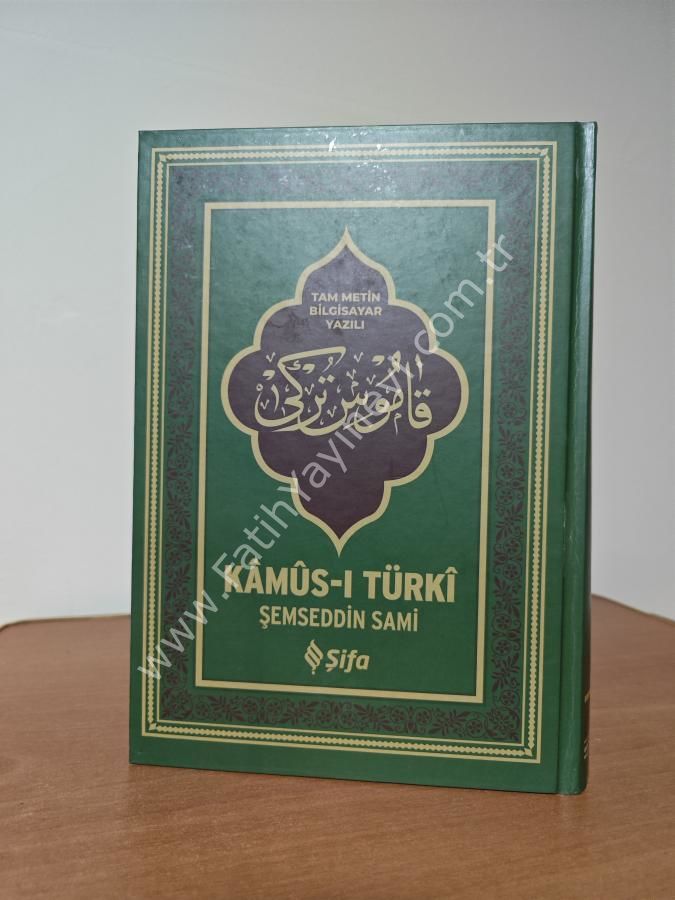 TAM METİN
BİLGİSAYAR
YAZILI
قاموس تركى
KÂMÛS-I TÜRKÎ
ŞEMSEDDİN SAMİ
Şifa
www.FatihYayinevi.com.tr